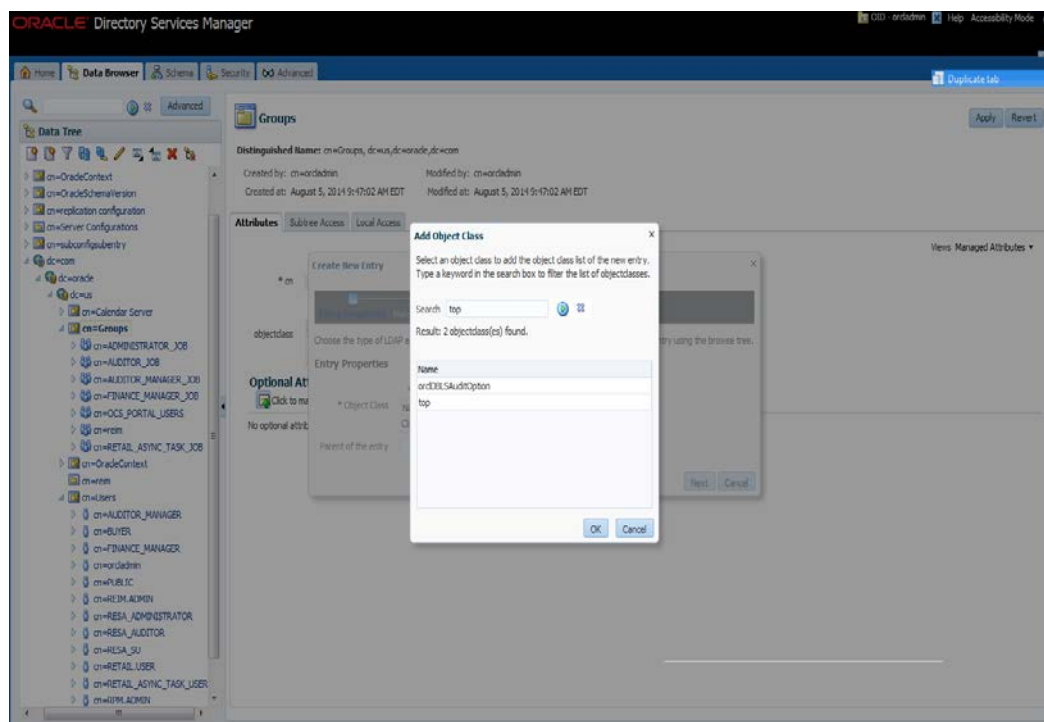 ORACLE Directory Services Manager
OID - orcladmin Help Accessibility Mode
Home Data Browser Schema Security Advanced
Duplicate tab
Advanced
Data Tree
cn=OracleContext
cn=OracleSchemaVersion
cn=replication configuration
cn=Server Configurations
cn=subconfigsubentry
dc=com
dc=oracle
dc=us
cn=Calendar Server
cn=Groups
cn=ADMINISTRATOR_JOB
cn=AUDITOR_JOB
cn=AUDITOR_MANAGER_JOB
cn=FINANCE_MANAGER_JOB
cn=OCS_PORTAL_USERS
cn=reim
cn=RETAIL_ASYNC_TASK_JOB
cn=OracleContext
cn=reim
cn=Users
cn=AUDITOR_MANAGER
cn=BUYER
cn=FINANCE_MANAGER
cn=orcladmin
cn=PUBLIC
cn=REIM.ADMIN
cn=RESA_ADMINISTRATOR
cn=RESA_AUDITOR
cn=RESA_SU
cn=RETAIL.USER
cn=RETAIL_ASYNC_TASK_USER
cn=RPM.ADMIN
Groups
Apply Revert
Distinguished Name: cn=Groups, dc=us,dc=oracle,dc=com
Created by: cn=orcladmin Modified by: cn=orcladmin
Created at: August 5, 2014 9:47:02 AM EDT Modified at: August 5, 2014 9:47:02 AM EDT
Attributes Subtree Access Local Access
Views Managed Attributes
* cn
objectclass
Optional Att
Click to ma
No optional attrib
Create New Entry
Choose the type of LDAP e
try using the browse tree.
Entry Properties
* Object Class
Parent of the entry
Next Cancel
Add Object Class
Select an object class to add the object class list of the new entry.
Type a keyword in the search box to filter the list of objectclasses.
Search top
Result: 2 objectclass(es) found.
Name
orclDBLSAuditOption
top
OK Cancel